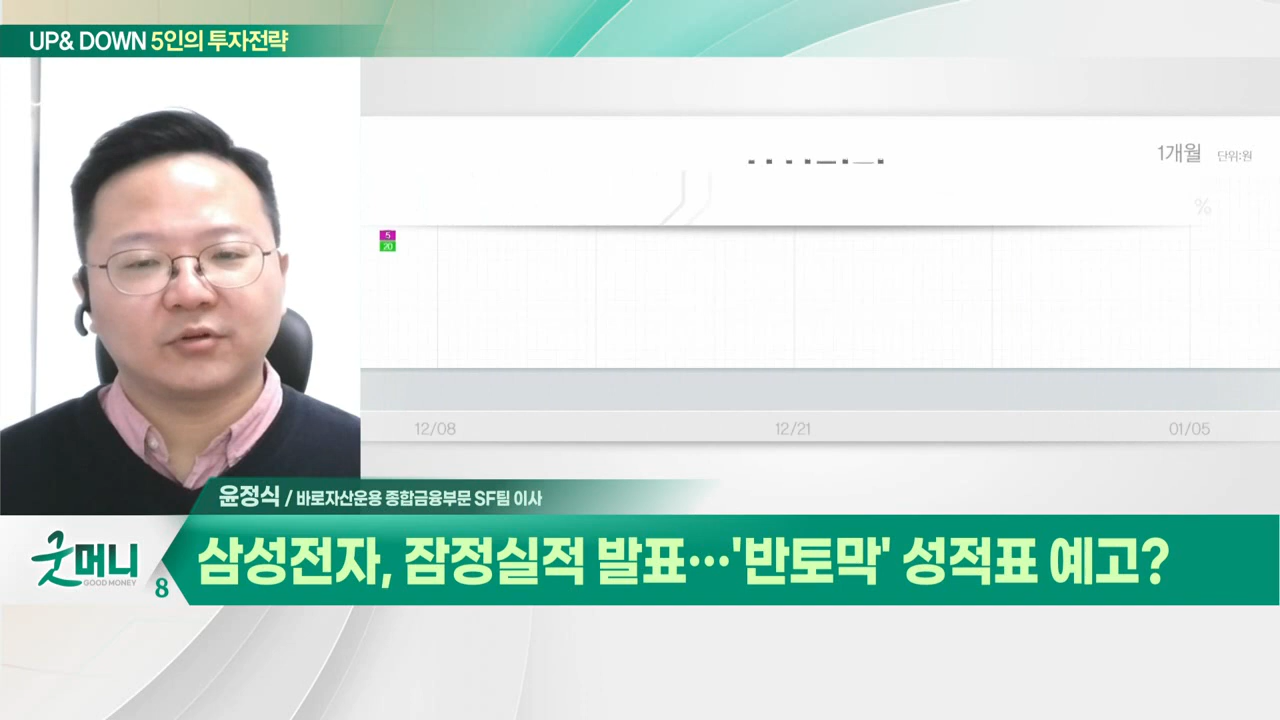 UP& DOWN 5인의 투자전략
1개월 단위:원
%
5
20
12/08 12/21 01/05
윤정식 / 바로자산운용 종합금융부문 SF팀 이사
굿머니
GOOD MONEY
8
삼성전자, 잠정실적 발표…'반토막' 성적표 예고?